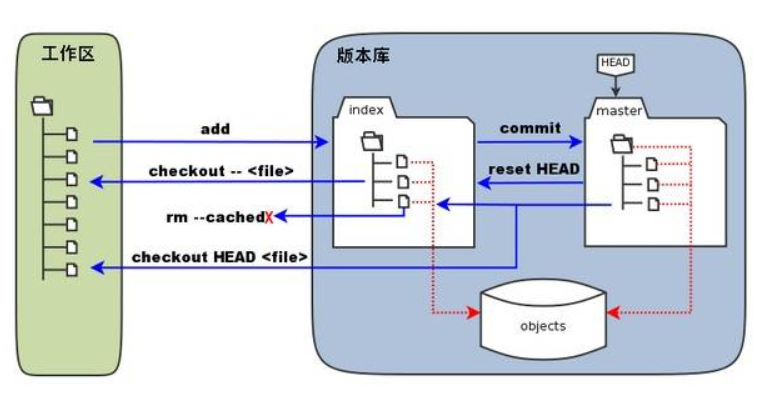 工作区
版本库
HEAD
index
master
add
commit
checkout -- <file>
reset HEAD
rm --cachedX
checkout HEAD <file>
objects